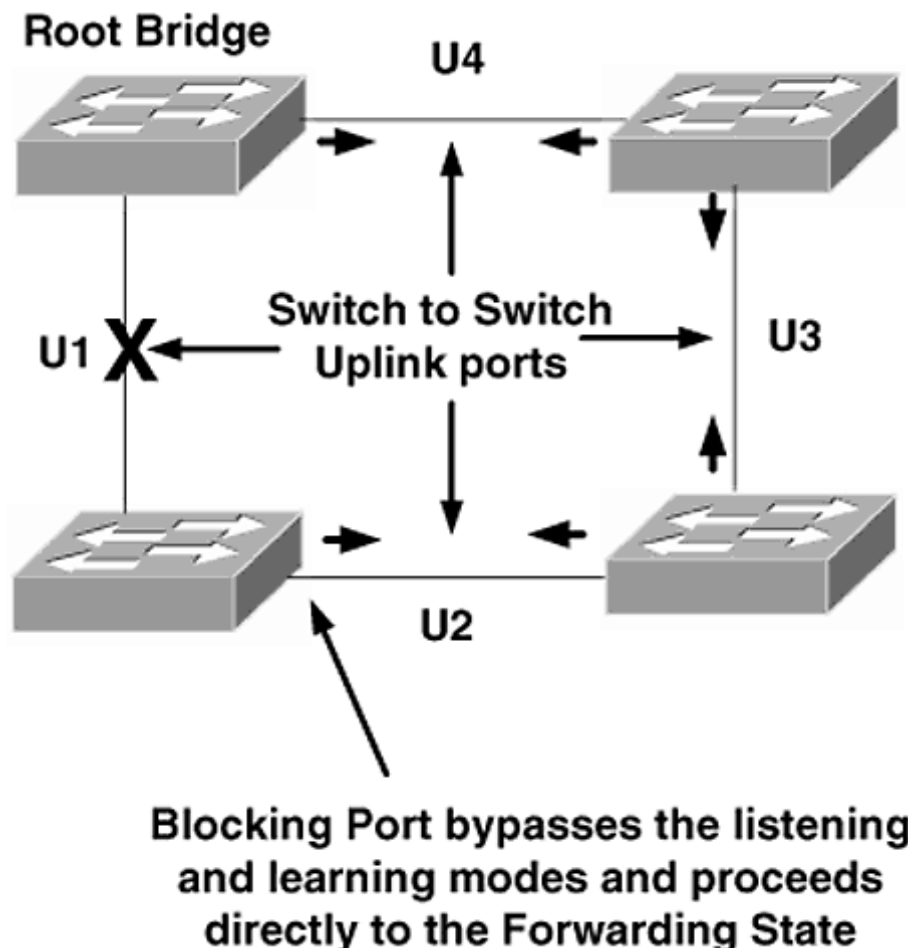 Root Bridge
U4
Switch to Switch
Uplink ports
U1
X
U3
U2
Blocking Port bypasses the listening
and learning modes and proceeds
directly to the Forwarding State